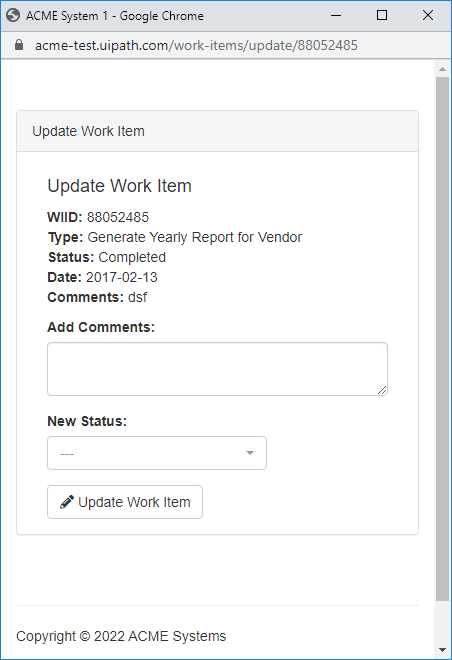 ACME System 1 - Google Chrome
acme-test.uipath.com/work-items/update/88052485
Update Work Item
Update Work Item
WIID: 88052485
Type: Generate Yearly Report for Vendor
Status: Completed
Date: 2017-02-13
Comments: dsf
Add Comments:
New Status:
---
Update Work Item
Copyright © 2022 ACME Systems